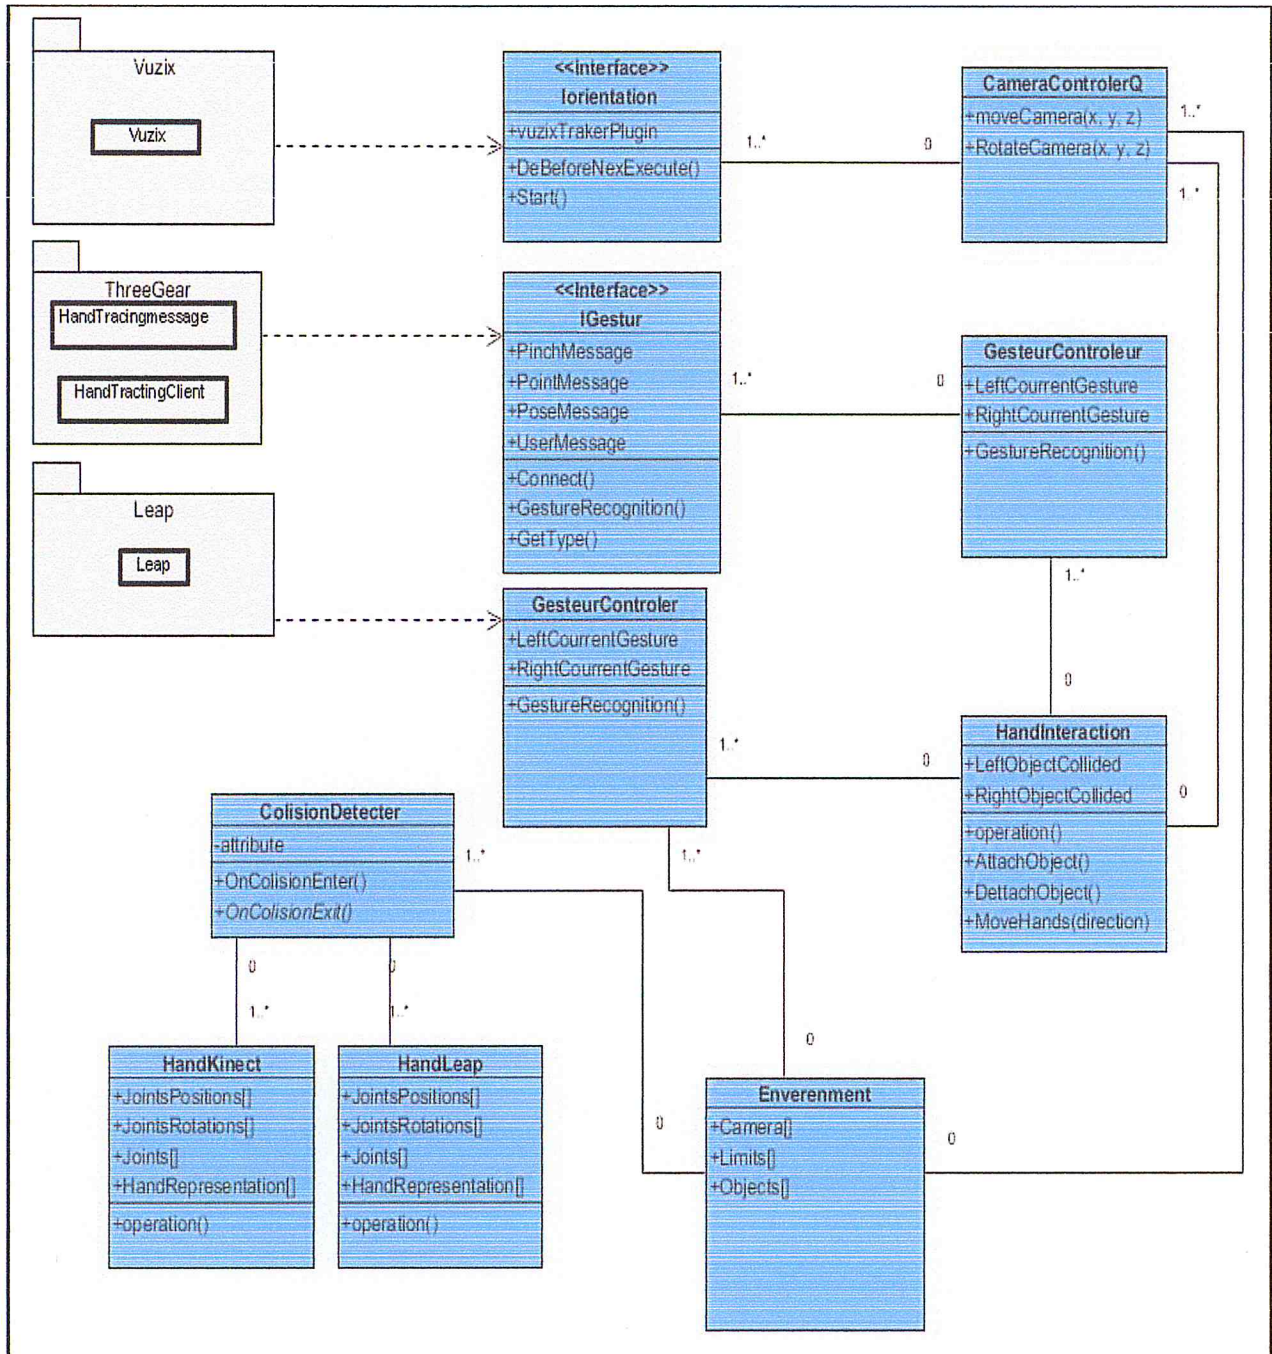 Vuzix
Vuzix
ThreeGear
HandTracingmessage
HandTractingClient
Leap
Leap
<<Interface>>
Iorientation
+vuzixTrakerPlugin
+DeBeforeNexExecute()
+Start()
1..*
0
CameraControlerQ
+moveCamera(x, y, z)
+RotateCamera(x, y, z)
1..*
1..*
<<Interface>>
IGestur
+PinchMessage
+PointMessage
+PoseMessage
+UserMessage
+Connect()
+GestureRecognition()
+GetType()
1..*
0
GesteurControleur
+LeftCourrentGesture
+RightCourrentGesture
+GestureRecognition()
1..*
0
GesteurControler
+LeftCourrentGesture
+RightCourrentGesture
+GestureRecognition()
1..*
0
1..*
HandInteraction
+LeftObjectCollided
+RightObjectCollided
+operation()
+AttachObject()
+DettachObject()
+MoveHands(direction)
0
ColisionDetecter
-attribute
+OnColisionEnter()
+OnColisionExit()
1..*
0
0
1..*
1..*
HandKinect
+JointsPositions[]
+JointsRotations[]
+Joints[]
+HandRepresentation[]
+operation()
HandLeap
+JointsPositions[]
+JointsRotations[]
+Joints[]
+HandRepresentation[]
+operation()
0
0
0
Enverenment
+Camera[]
+Limits[]
+Objects[]